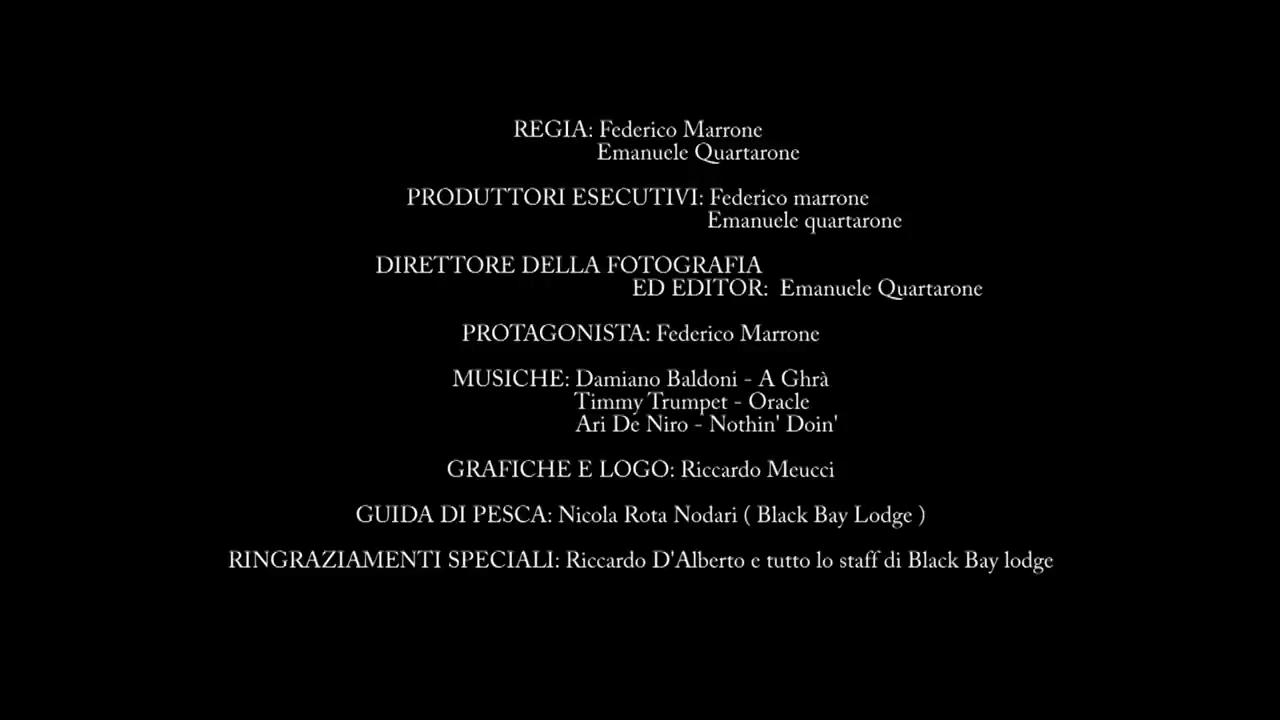 REGIA: Federico Marrone
Emanuele Quartarone
PRODUTTORI ESECUTIVI: Federico marrone
Emanuele quartarone
DIRETTORE DELLA FOTOGRAFIA
ED EDITOR: Emanuele Quartarone
PROTAGONISTA: Federico Marrone
MUSICHE: Damiano Baldoni - A Ghrà
Timmy Trumpet - Oracle
Ari De Niro - Nothin' Doin'
GRAFICHE E LOGO: Riccardo Meucci
GUIDA DI PESCA: Nicola Rota Nodari ( Black Bay Lodge )
RINGRAZIAMENTI SPECIALI: Riccardo D'Alberto e tutto lo staff di Black Bay lodge